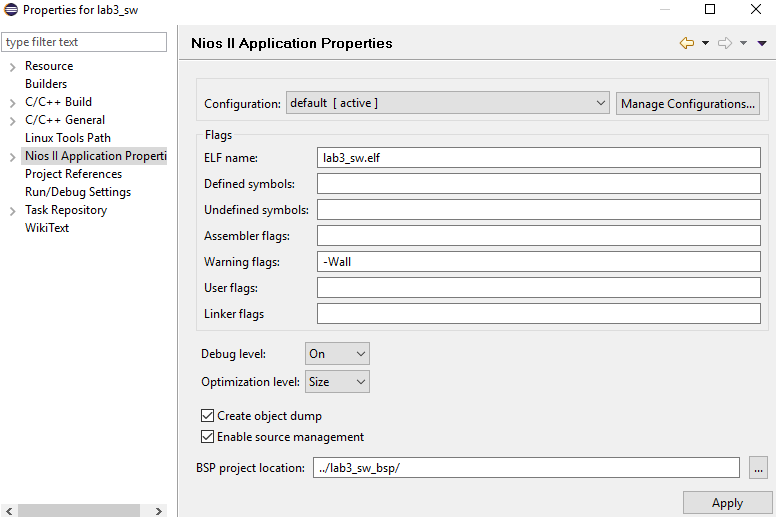 Properties for lab3_sw
type filter text
Resource
Builders
C/C++ Build
C/C++ General
Linux Tools Path
Nios II Application Properti
Project References
Run/Debug Settings
Task Repository
WikiText
Nios II Application Properties
Configuration: default [ active ] Manage Configurations...
Flags
ELF name: lab3_sw.elf
Defined symbols:
Undefined symbols:
Assembler flags:
Warning flags: -Wall
User flags:
Linker flags
Debug level: On
Optimization level: Size
Create object dump
Enable source management
BSP project location: ../lab3_sw_bsp/ ...
Apply